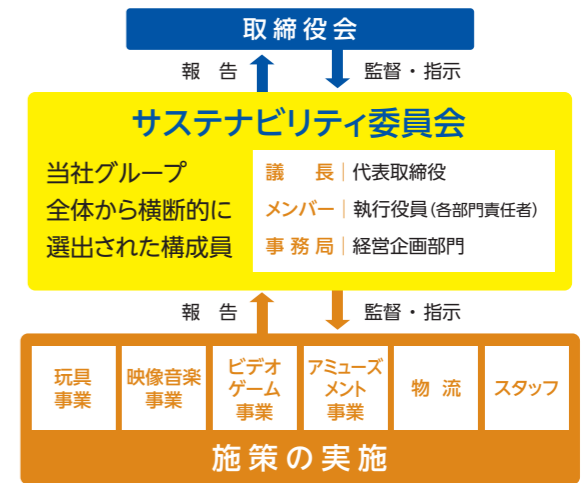 取締役会
報告 監督・指示
サステナビリティ委員会
当社グループ
全体から横断的に
選出された構成員
議長｜代表取締役
メンバー｜執行役員(各部門責任者)
事務局｜経営企画部門
報告 監督・指示
玩具
事業
映像音楽
事業
ビデオ
ゲーム
事業
アミューズ
メント
事業
物流
スタッフ
施策の実施